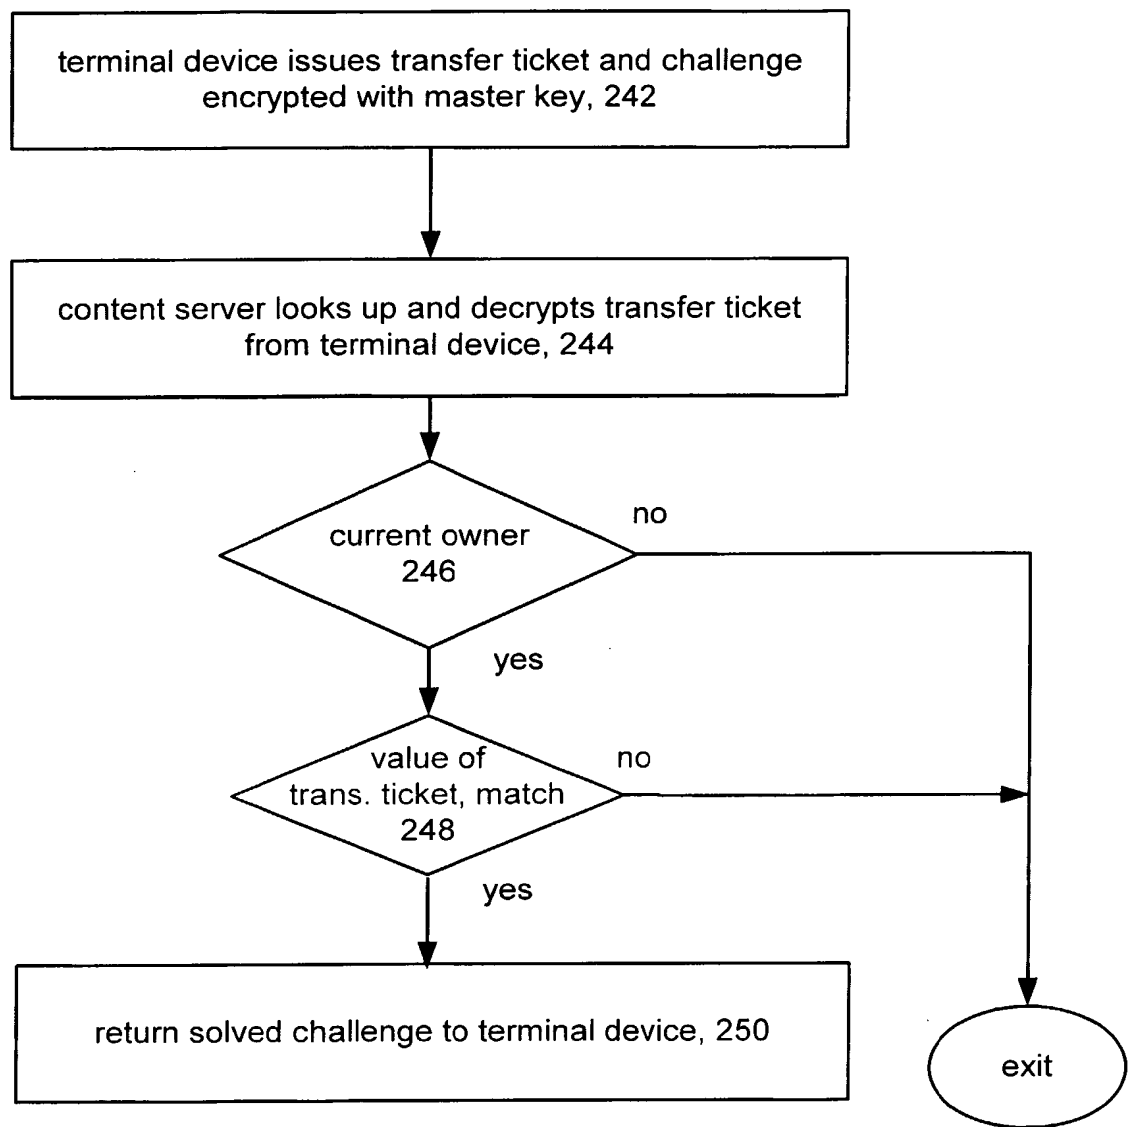 terminal device issues transfer ticket and challenge
encrypted with master key, 242
content server looks up and decrypts transfer ticket
from terminal device, 244
current owner
246
no
yes
value of
trans. ticket, match
248
no
yes
return solved challenge to terminal device, 250
exit